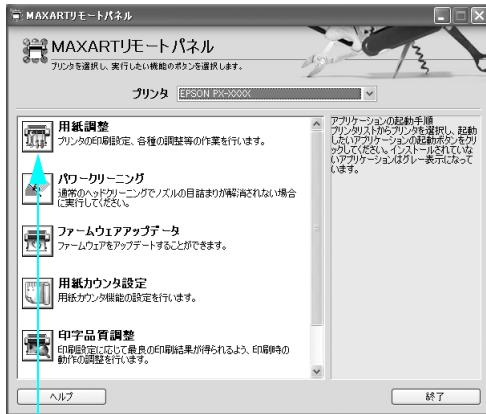 MAXARTリモートパネル
MAXARTリモートパネル
プリンタを選択し、実行したい機能のボタンを選択します。
プリンタ EPSON PX-XXXX
用紙調整
プリンタの印刷設定、各種の調整等の作業を行います。
パワークリーニング
通常のヘッドクリーニングでノズルの目詰まりが解消されない場合
に実行してください。
ファームウェアアップデータ
ファームウェアをアップデートすることができます。
用紙カウンタ設定
用紙カウンタ機能の設定を行います。
印字品質調整
印刷設定に応じて最良の印刷結果が得られるよう、印刷時の
動作の調整を行います。
アプリケーションの起動手順
プリンタリストからプリンタを選択し、起動
したいアプリケーションの起動ボタンをクリ
ックしてください。インストールされていな
いアプリケーションはグレー表示になって
います。
ヘルプ
終了